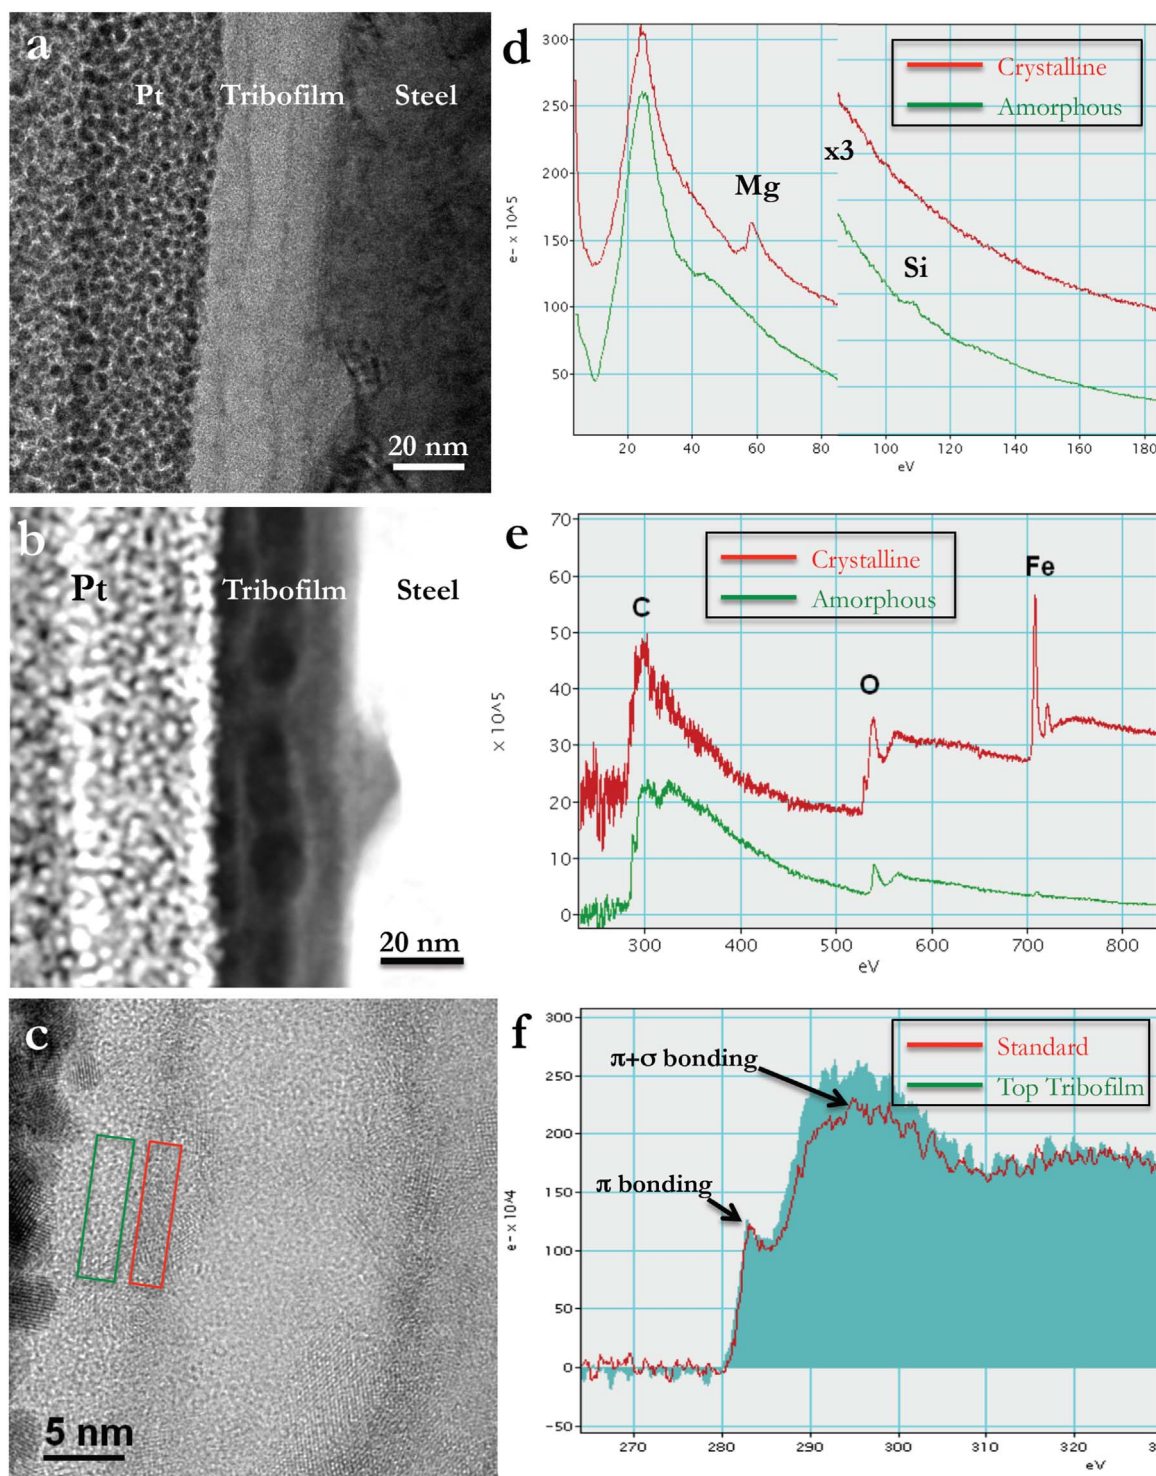 a
Pt Tribofilm Steel
20 nm
b
Pt Tribofilm Steel
20 nm
c
5 nm
d
Crystalline
Amorphous
x3
Mg
Si
e- x 10^5
300
250
200
150
100
50
20 40 60 80 100 120 140 160 180
eV
e
Crystalline
Amorphous
C
O
Fe
x 10^5
70
60
50
40
30
20
10
0
300 400 500 600 700 800
eV
f
Standard
Top Tribofilm
π+σ bonding
π bonding
e- x 10^4
300
250
200
150
100
50
0
-50
270 280 290 300 310 320
eV